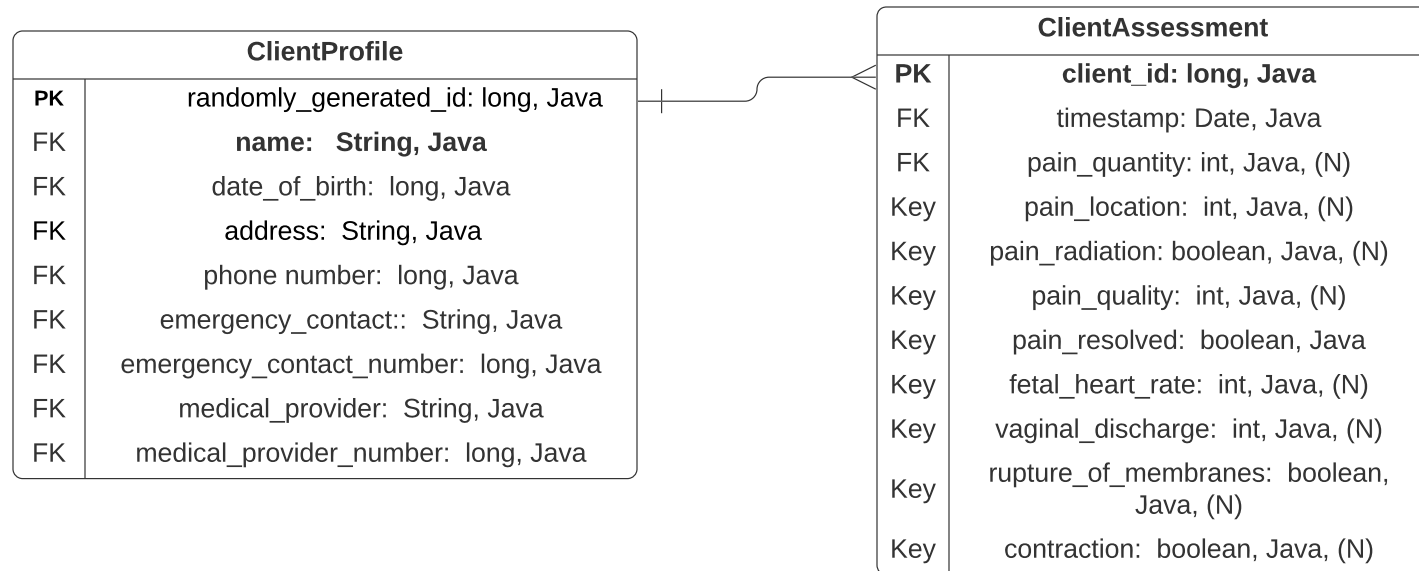 ClientProfile
PK randomly_generated_id: long, Java
FK name: String, Java
FK date_of_birth: long, Java
FK address: String, Java
FK phone number: long, Java
FK emergency_contact:: String, Java
FK emergency_contact_number: long, Java
FK medical_provider: String, Java
FK medical_provider_number: long, Java
ClientAssessment
PK client_id: long, Java
FK timestamp: Date, Java
FK pain_quantity: int, Java, (N)
Key pain_location: int, Java, (N)
Key pain_radiation: boolean, Java, (N)
Key pain_quality: int, Java, (N)
Key pain_resolved: boolean, Java
Key fetal_heart_rate: int, Java, (N)
Key vaginal_discharge: int, Java, (N)
Key rupture_of_membranes: boolean,
Java, (N)
Key contraction: boolean, Java, (N)